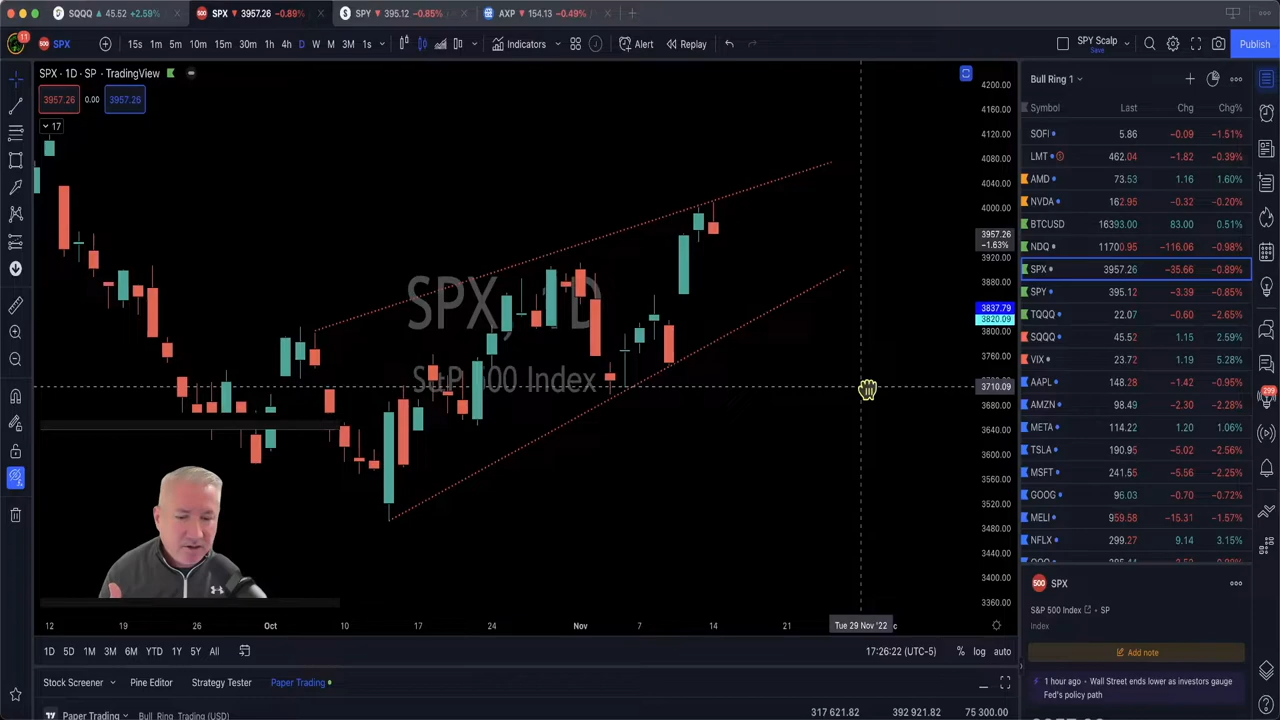 SQQQ ▲ 45.52 +2.59% × SPX ▼ 3957.26 −0.89% × SPY ▼ 395.12 −0.85% × AXP ▼ 154.13 −0.49% × +
11 SPX 15s 1m 5m 10m 15m 30m 1h 4h D W M 3M 1s Indicators Alert Replay SPY Scalp Save Publish
SPX · 1D · SP · TradingView
3957.26 0.00 3957.26
17
SPX, 1D
S&P 500 Index
4200.00
4160.00
4120.00
4080.00
4040.00
4000.00
3957.26
−1.63%
3920.00
3880.00
3837.79
3820.09
3800.00
3760.00
3710.09
3680.00
3640.00
3600.00
3560.00
3520.00
3480.00
3440.00
3400.00
3360.00
12 19 26 Oct 10 17 24 Nov 7 14 21 Tue 29 Nov '22 c
1D 5D 1M 3M 6M YTD 1Y 5Y All 17:26:22 (UTC-5) % log auto
Stock Screener Pine Editor Strategy Tester Paper Trading
Paper Trading Bull_Ring_Trading (USD) 317 621.82 392 921.82 75 300.00
Bull Ring 1
Symbol Last Chg Chg%
SOFI 5.86 −0.09 −1.51%
LMT 462.04 −1.82 −0.39%
AMD 73.53 1.16 1.60%
NVDA 162.95 −0.32 −0.20%
BTCUSD 16393.00 83.00 0.51%
NDQ 11700.95 −116.06 −0.98%
SPX 3957.26 −35.66 −0.89%
SPY 395.12 −3.39 −0.85%
TQQQ 22.07 −0.60 −2.65%
SQQQ 45.52 1.15 2.59%
VIX 23.72 1.19 5.28%
AAPL 148.28 −1.42 −0.95%
AMZN 98.49 −2.30 −2.28%
META 114.22 1.20 1.06%
TSLA 190.95 −5.02 −2.56%
MSFT 241.55 −5.56 −2.25%
GOOG 96.03 −0.70 −0.72%
MELI 959.58 −15.31 −1.57%
NFLX 299.27 9.14 3.15%
299
500 SPX
S&P 500 Index · SP
Index
Add note
1 hour ago · Wall Street ends lower as investors gauge
Fed's policy path